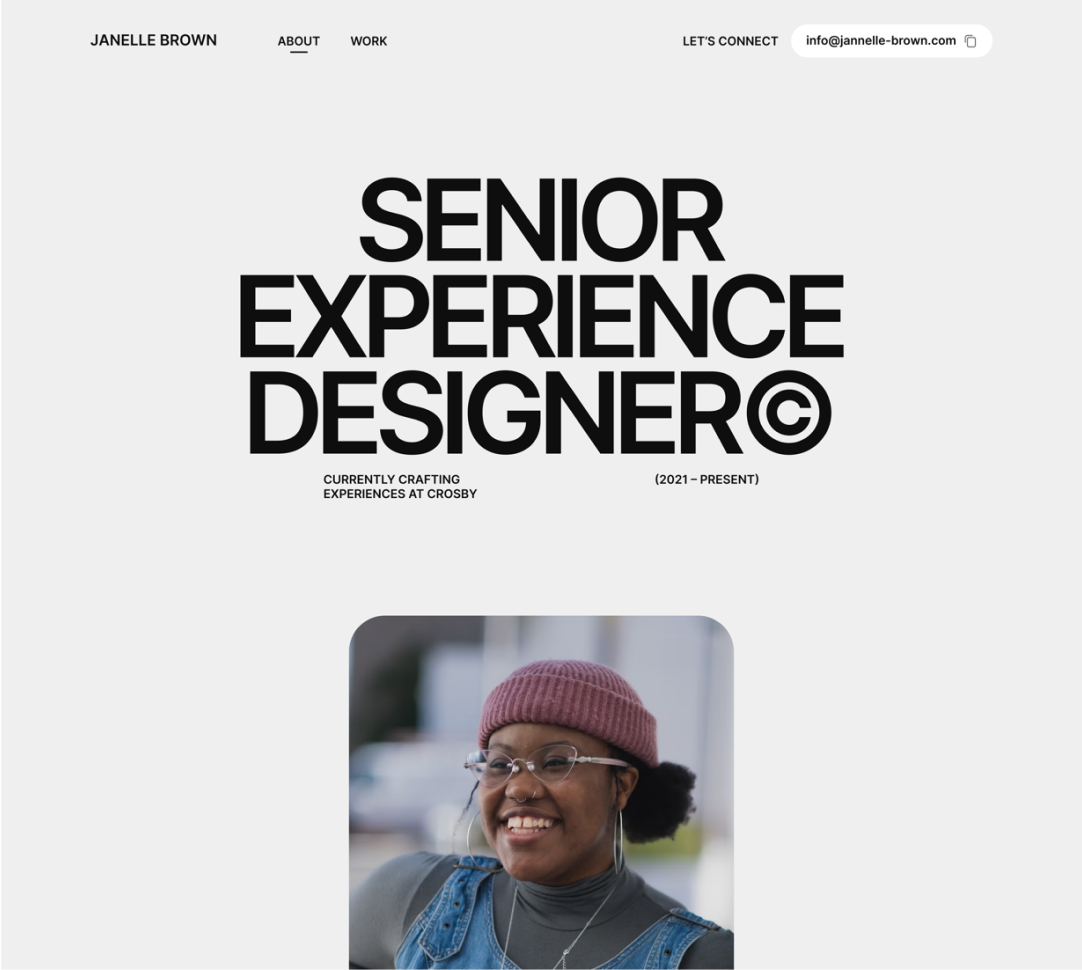 JANELLE BROWN
ABOUT
WORK
LET'S CONNECT
info@jannelle-brown.com
SENIOR
EXPERIENCE
DESIGNER©
CURRENTLY CRAFTING
EXPERIENCES AT CROSBY
(2021 – PRESENT)